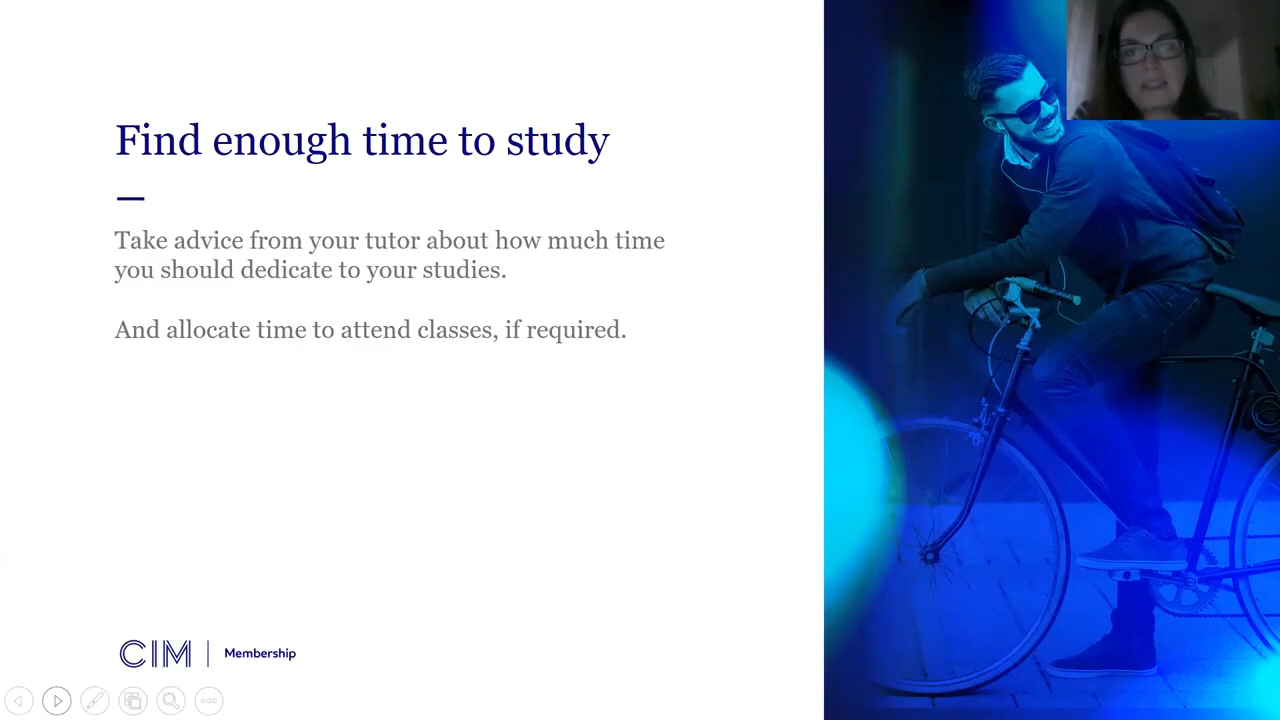 Find enough time to study
Take advice from your tutor about how much time
you should dedicate to your studies.
And allocate time to attend classes, if required.
CIM | Membership